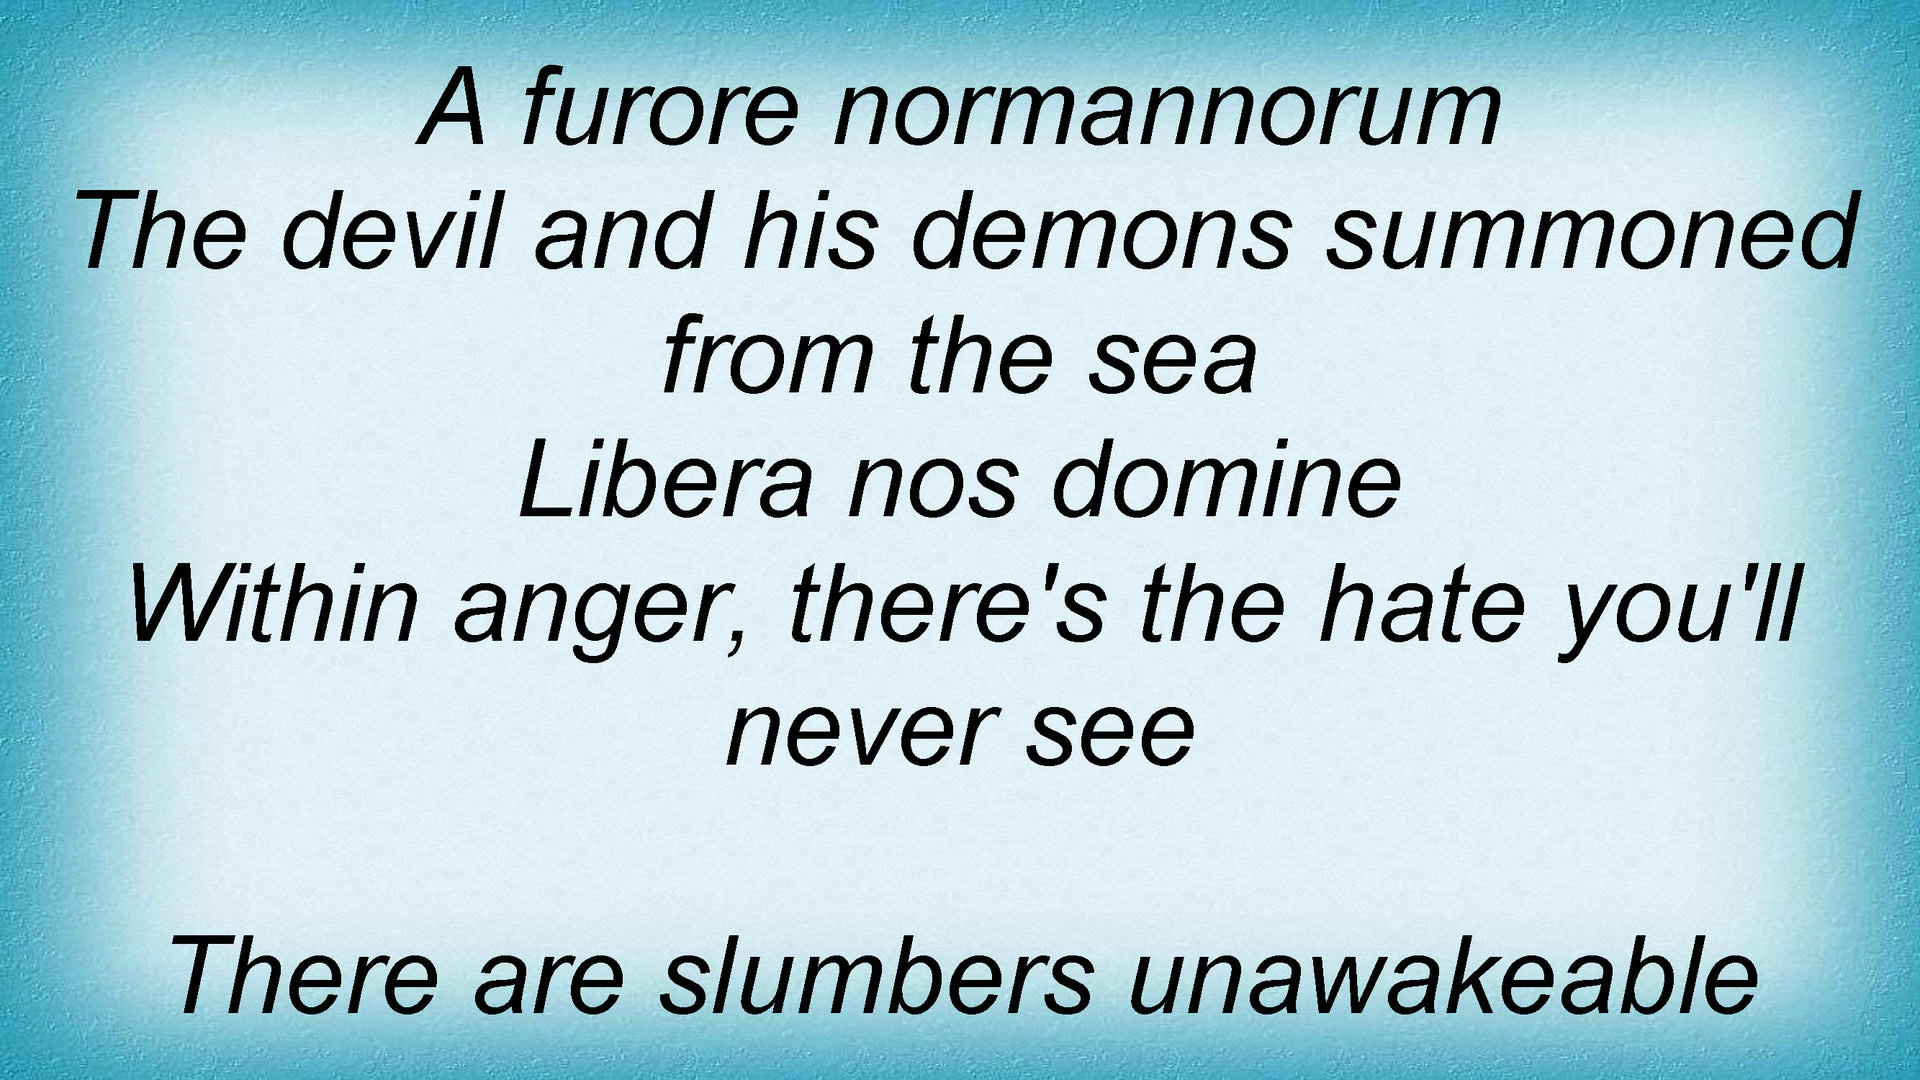 A furore normannorum
The devil and his demons summoned
from the sea
Libera nos domine
Within anger, there's the hate you'll
never see
There are slumbers unawakeable